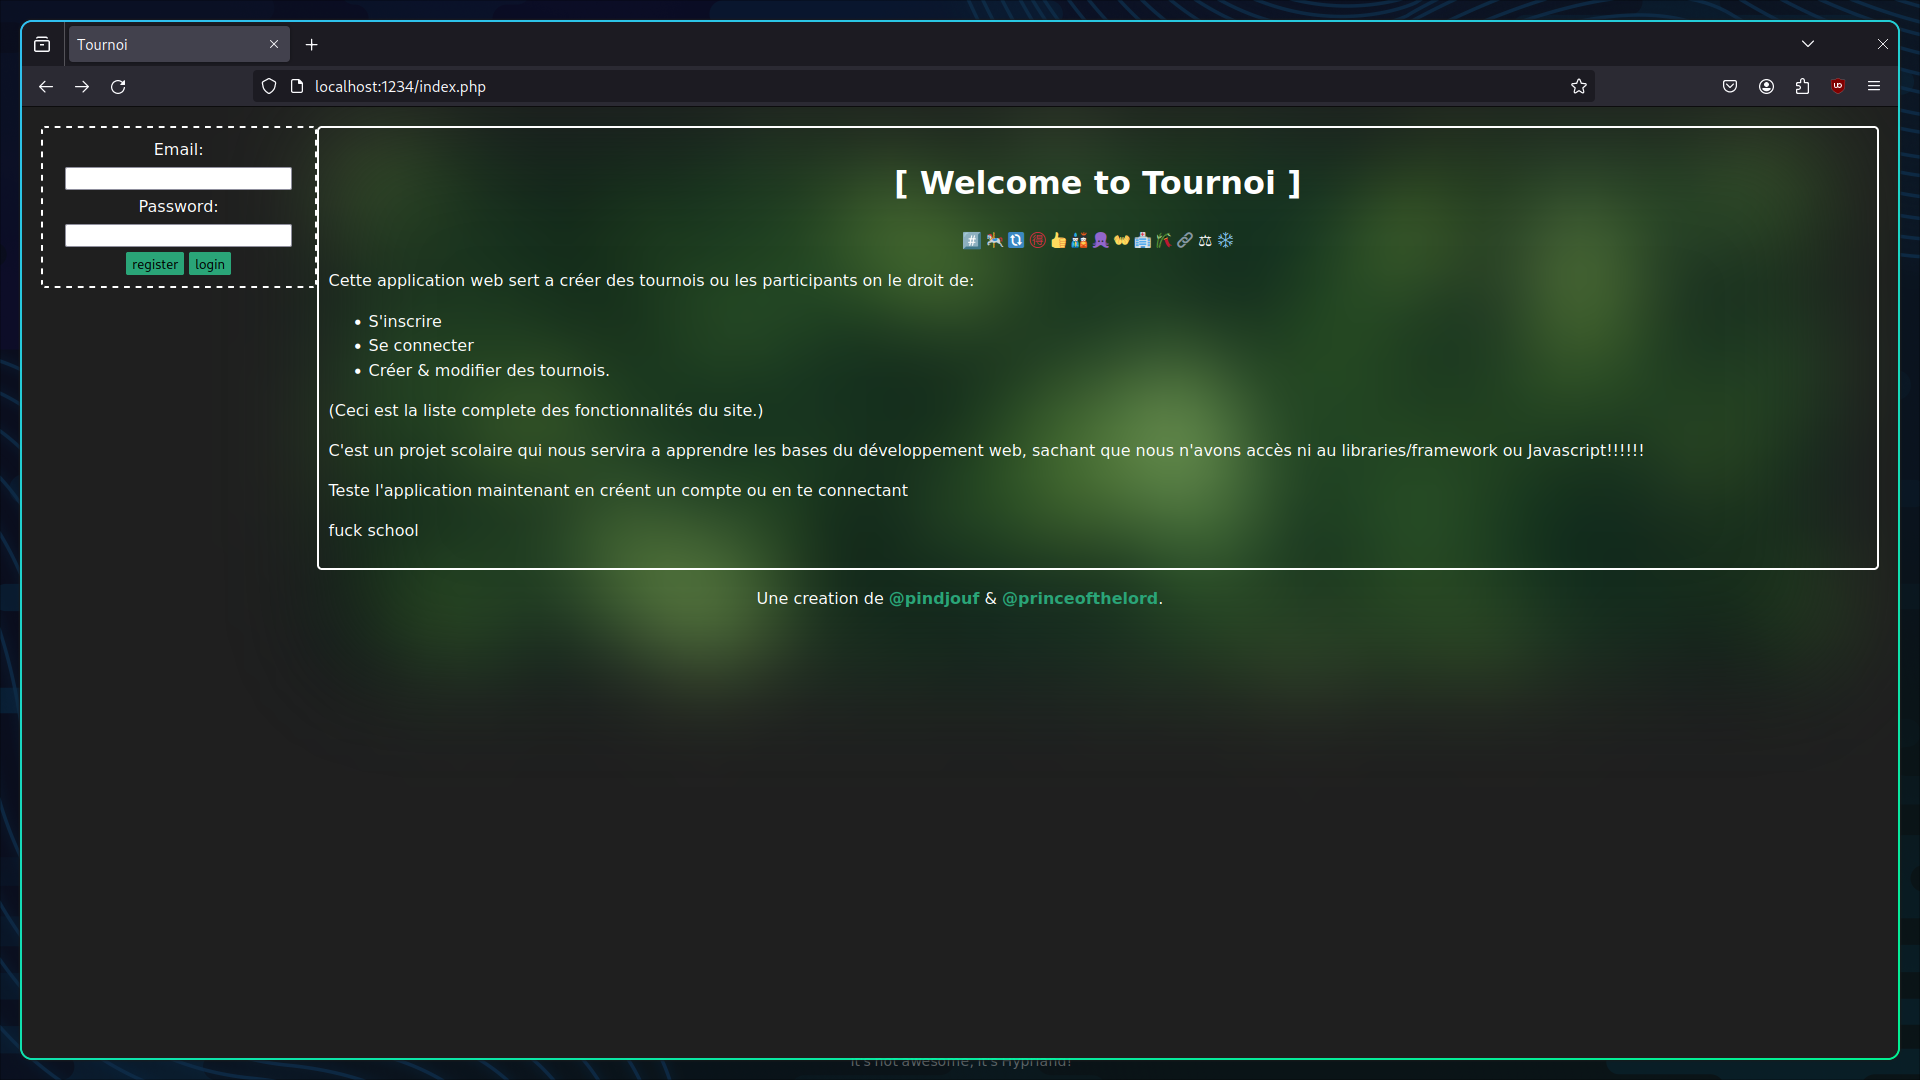 Tournoi
localhost:1234/index.php
Email:
Password:
register login
[ Welcome to Tournoi ]
#️⃣ 🎠 🔃 🉐 👍 🎎 👤 👐 🏩 🎋 🔗 ⚖ ❄
Cette application web sert a créer des tournois ou les participants on le droit de:
• S'inscrire
• Se connecter
• Créer & modifier des tournois.
(Ceci est la liste complete des fonctionnalités du site.)
C'est un projet scolaire qui nous servira a apprendre les bases du développement web, sachant que nous n'avons accès ni au libraries/framework ou Javascript!!!!!!
Teste l'application maintenant en créent un compte ou en te connectant
fuck school
Une creation de @pindjouf & @princeofthelord.
It's not awesome, it's Hyprland!